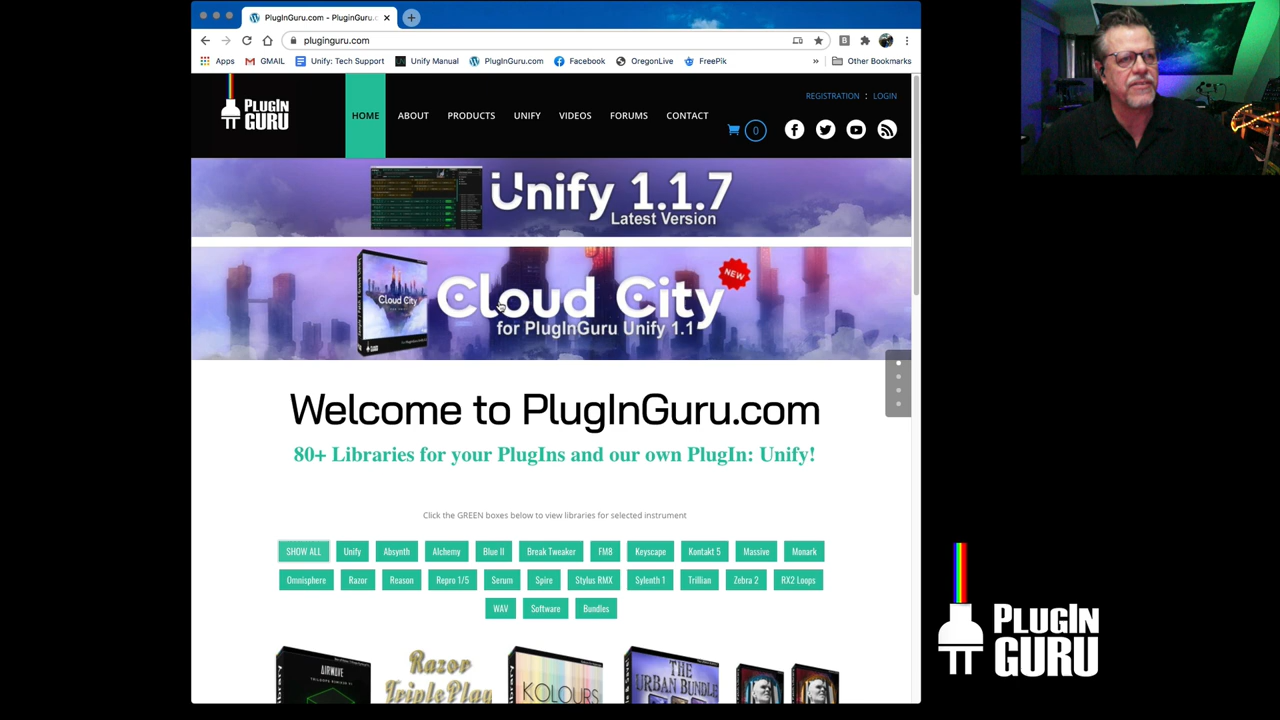 PlugInGuru.com - PluginGuru.c
pluginguru.com
Apps GMAIL Unify: Tech Support Unify Manual PlugInGuru.com Facebook OregonLive FreePik » Other Bookmarks
REGISTRATION : LOGIN
PLUGIN
GURU
HOME ABOUT PRODUCTS UNIFY VIDEOS FORUMS CONTACT
0
Unify 1.1.7
Latest Version
NEW
Cloud City
Cloud City
for PlugInGuru Unify 1.1
Welcome to PlugInGuru.com
80+ Libraries for your PlugIns and our own PlugIn: Unify!
Click the GREEN boxes below to view libraries for selected instrument
SHOW ALL Unify Absynth Alchemy Blue II Break Tweaker FM8 Keyscape Kontakt 5 Massive Monark
Omnisphere Razor Reason Repro 1/5 Serum Spire Stylus RMX Sylenth 1 Trillian Zebra 2 RX2 Loops
WAV Software Bundles
AIRWAVE
Razor
TriplePlay
KOLOURS
THE
URBAN BUNDLE
PLUGIN
GURU